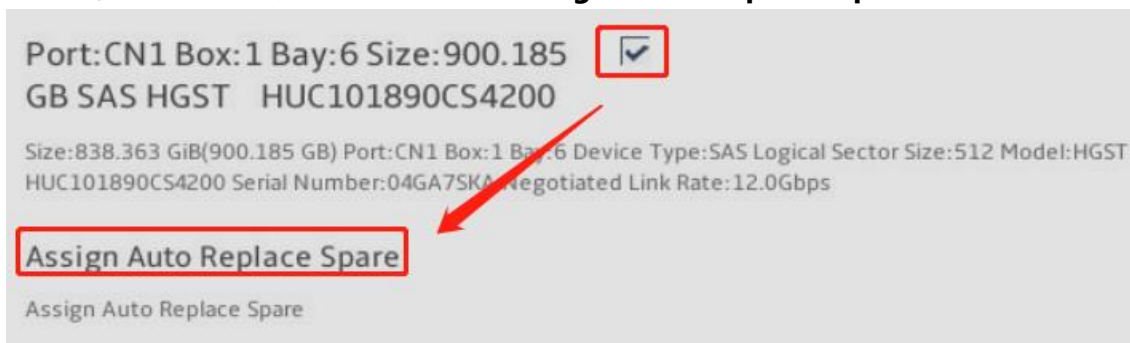 Port:CN1 Box:1 Bay:6 Size:900.185
GB SAS HGST HUC101890CS4200
Size:838.363 GiB(900.185 GB) Port:CN1 Box:1 Bay:6 Device Type:SAS Logical Sector Size:512 Model:HGST
HUC101890CS4200 Serial Number:04GA7SKA Negotiated Link Rate:12.0Gbps
Assign Auto Replace Spare
Assign Auto Replace Spare